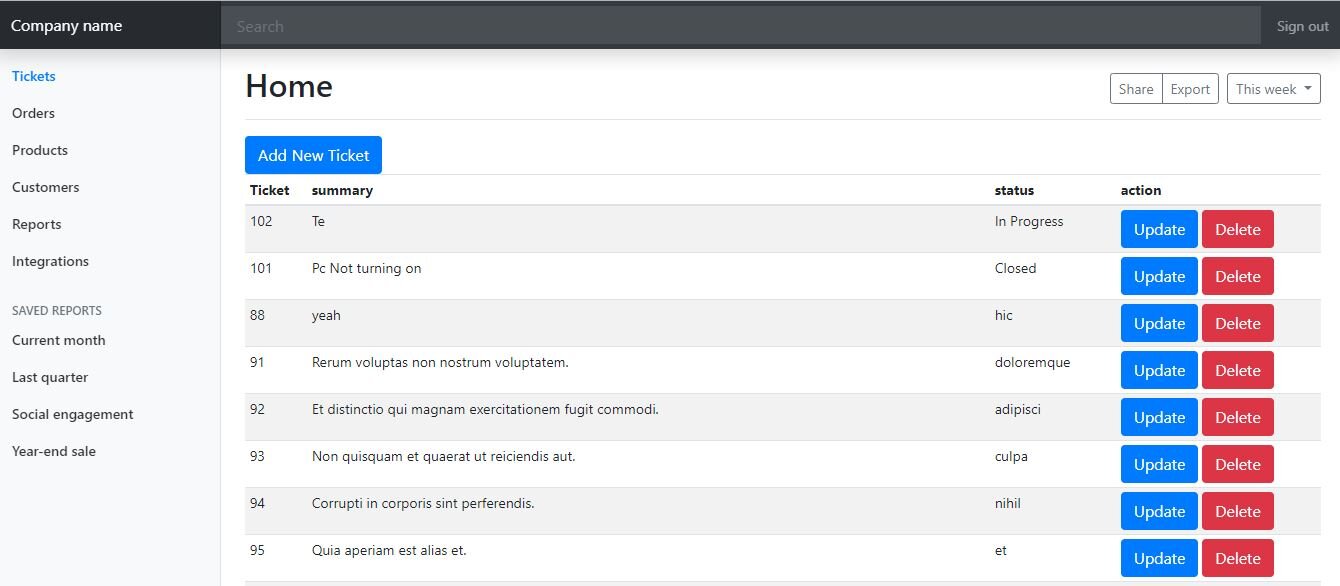 Company name Search Sign out
Tickets
Orders
Products
Customers
Reports
Integrations
SAVED REPORTS
Current month
Last quarter
Social engagement
Year-end sale
Home Share Export This week
Add New Ticket
Ticket summary status action
102 Te In Progress Update Delete
101 Pc Not turning on Closed Update Delete
88 yeah hic Update Delete
91 Rerum voluptas non nostrum voluptatem. doloremque Update Delete
92 Et distinctio qui magnam exercitationem fugit commodi. adipisci Update Delete
93 Non quisquam et quaerat ut reiciendis aut. culpa Update Delete
94 Corrupti in corporis sint perferendis. nihil Update Delete
95 Quia aperiam est alias et. et Update Delete